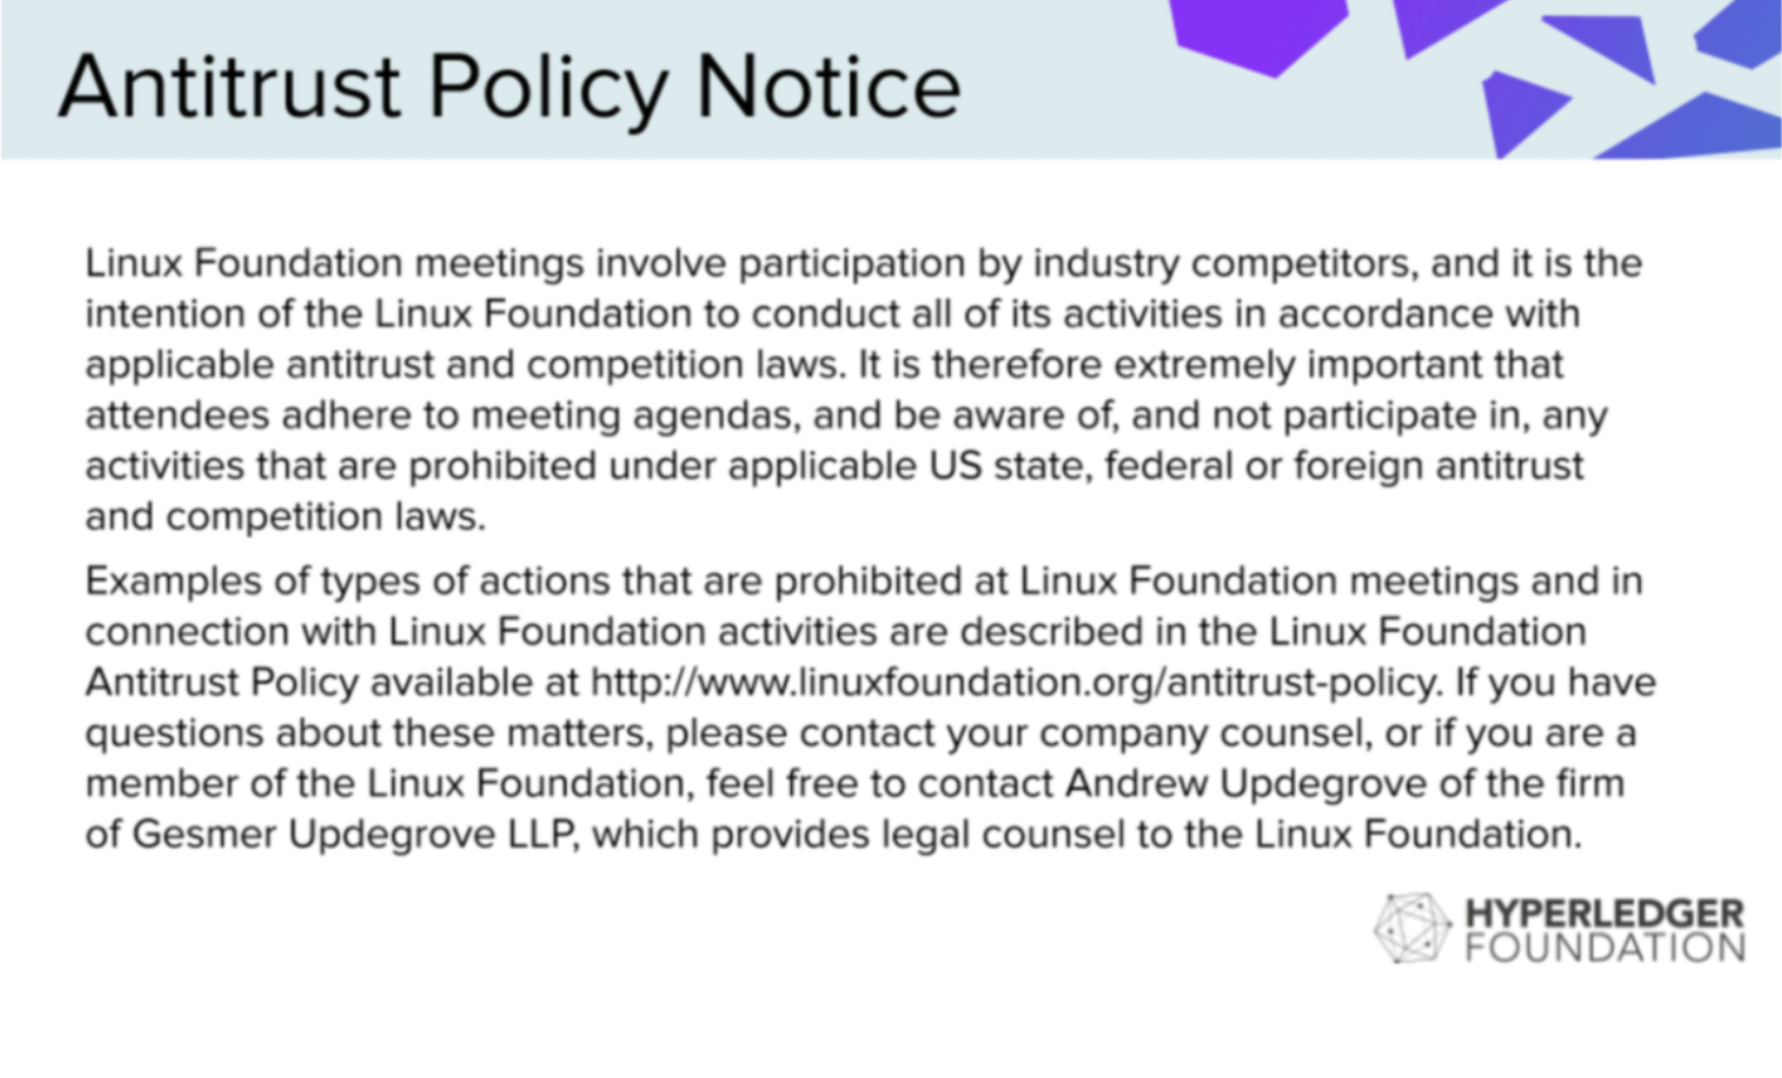 Antitrust Policy Notice
Linux Foundation meetings involve participation by industry competitors, and it is the
intention of the Linux Foundation to conduct all of its activities in accordance with
applicable antitrust and competition laws. It is therefore extremely important that
attendees adhere to meeting agendas, and be aware of, and not participate in, any
activities that are prohibited under applicable US state, federal or foreign antitrust
and competition laws.
Examples of types of actions that are prohibited at Linux Foundation meetings and in
connection with Linux Foundation activities are described in the Linux Foundation
Antitrust Policy available at http://www.linuxfoundation.org/antitrust-policy. If you have
questions about these matters, please contact your company counsel, or if you are a
member of the Linux Foundation, feel free to contact Andrew Updegrove of the firm
of Gesmer Updegrove LLP, which provides legal counsel to the Linux Foundation.
HYPERLEDGER
FOUNDATION